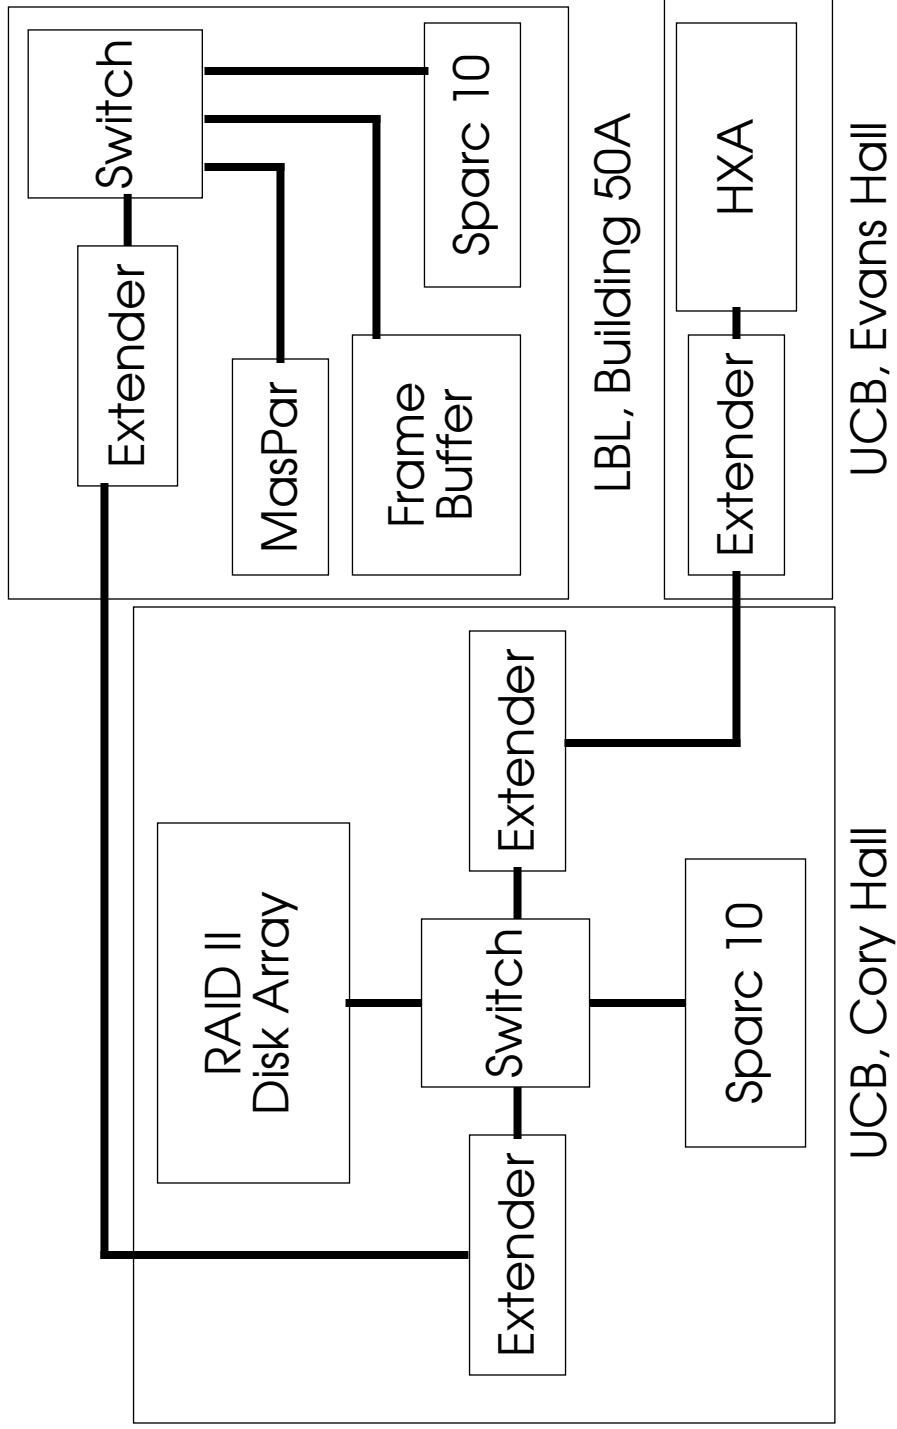 RAID II
Disk Array
Extender
Switch
Extender
Sparc 10
UCB, Cory Hall
Extender
Switch
MasPar
Frame
Buffer
Sparc 10
LBL, Building 50A
Extender
HXA
UCB, Evans Hall